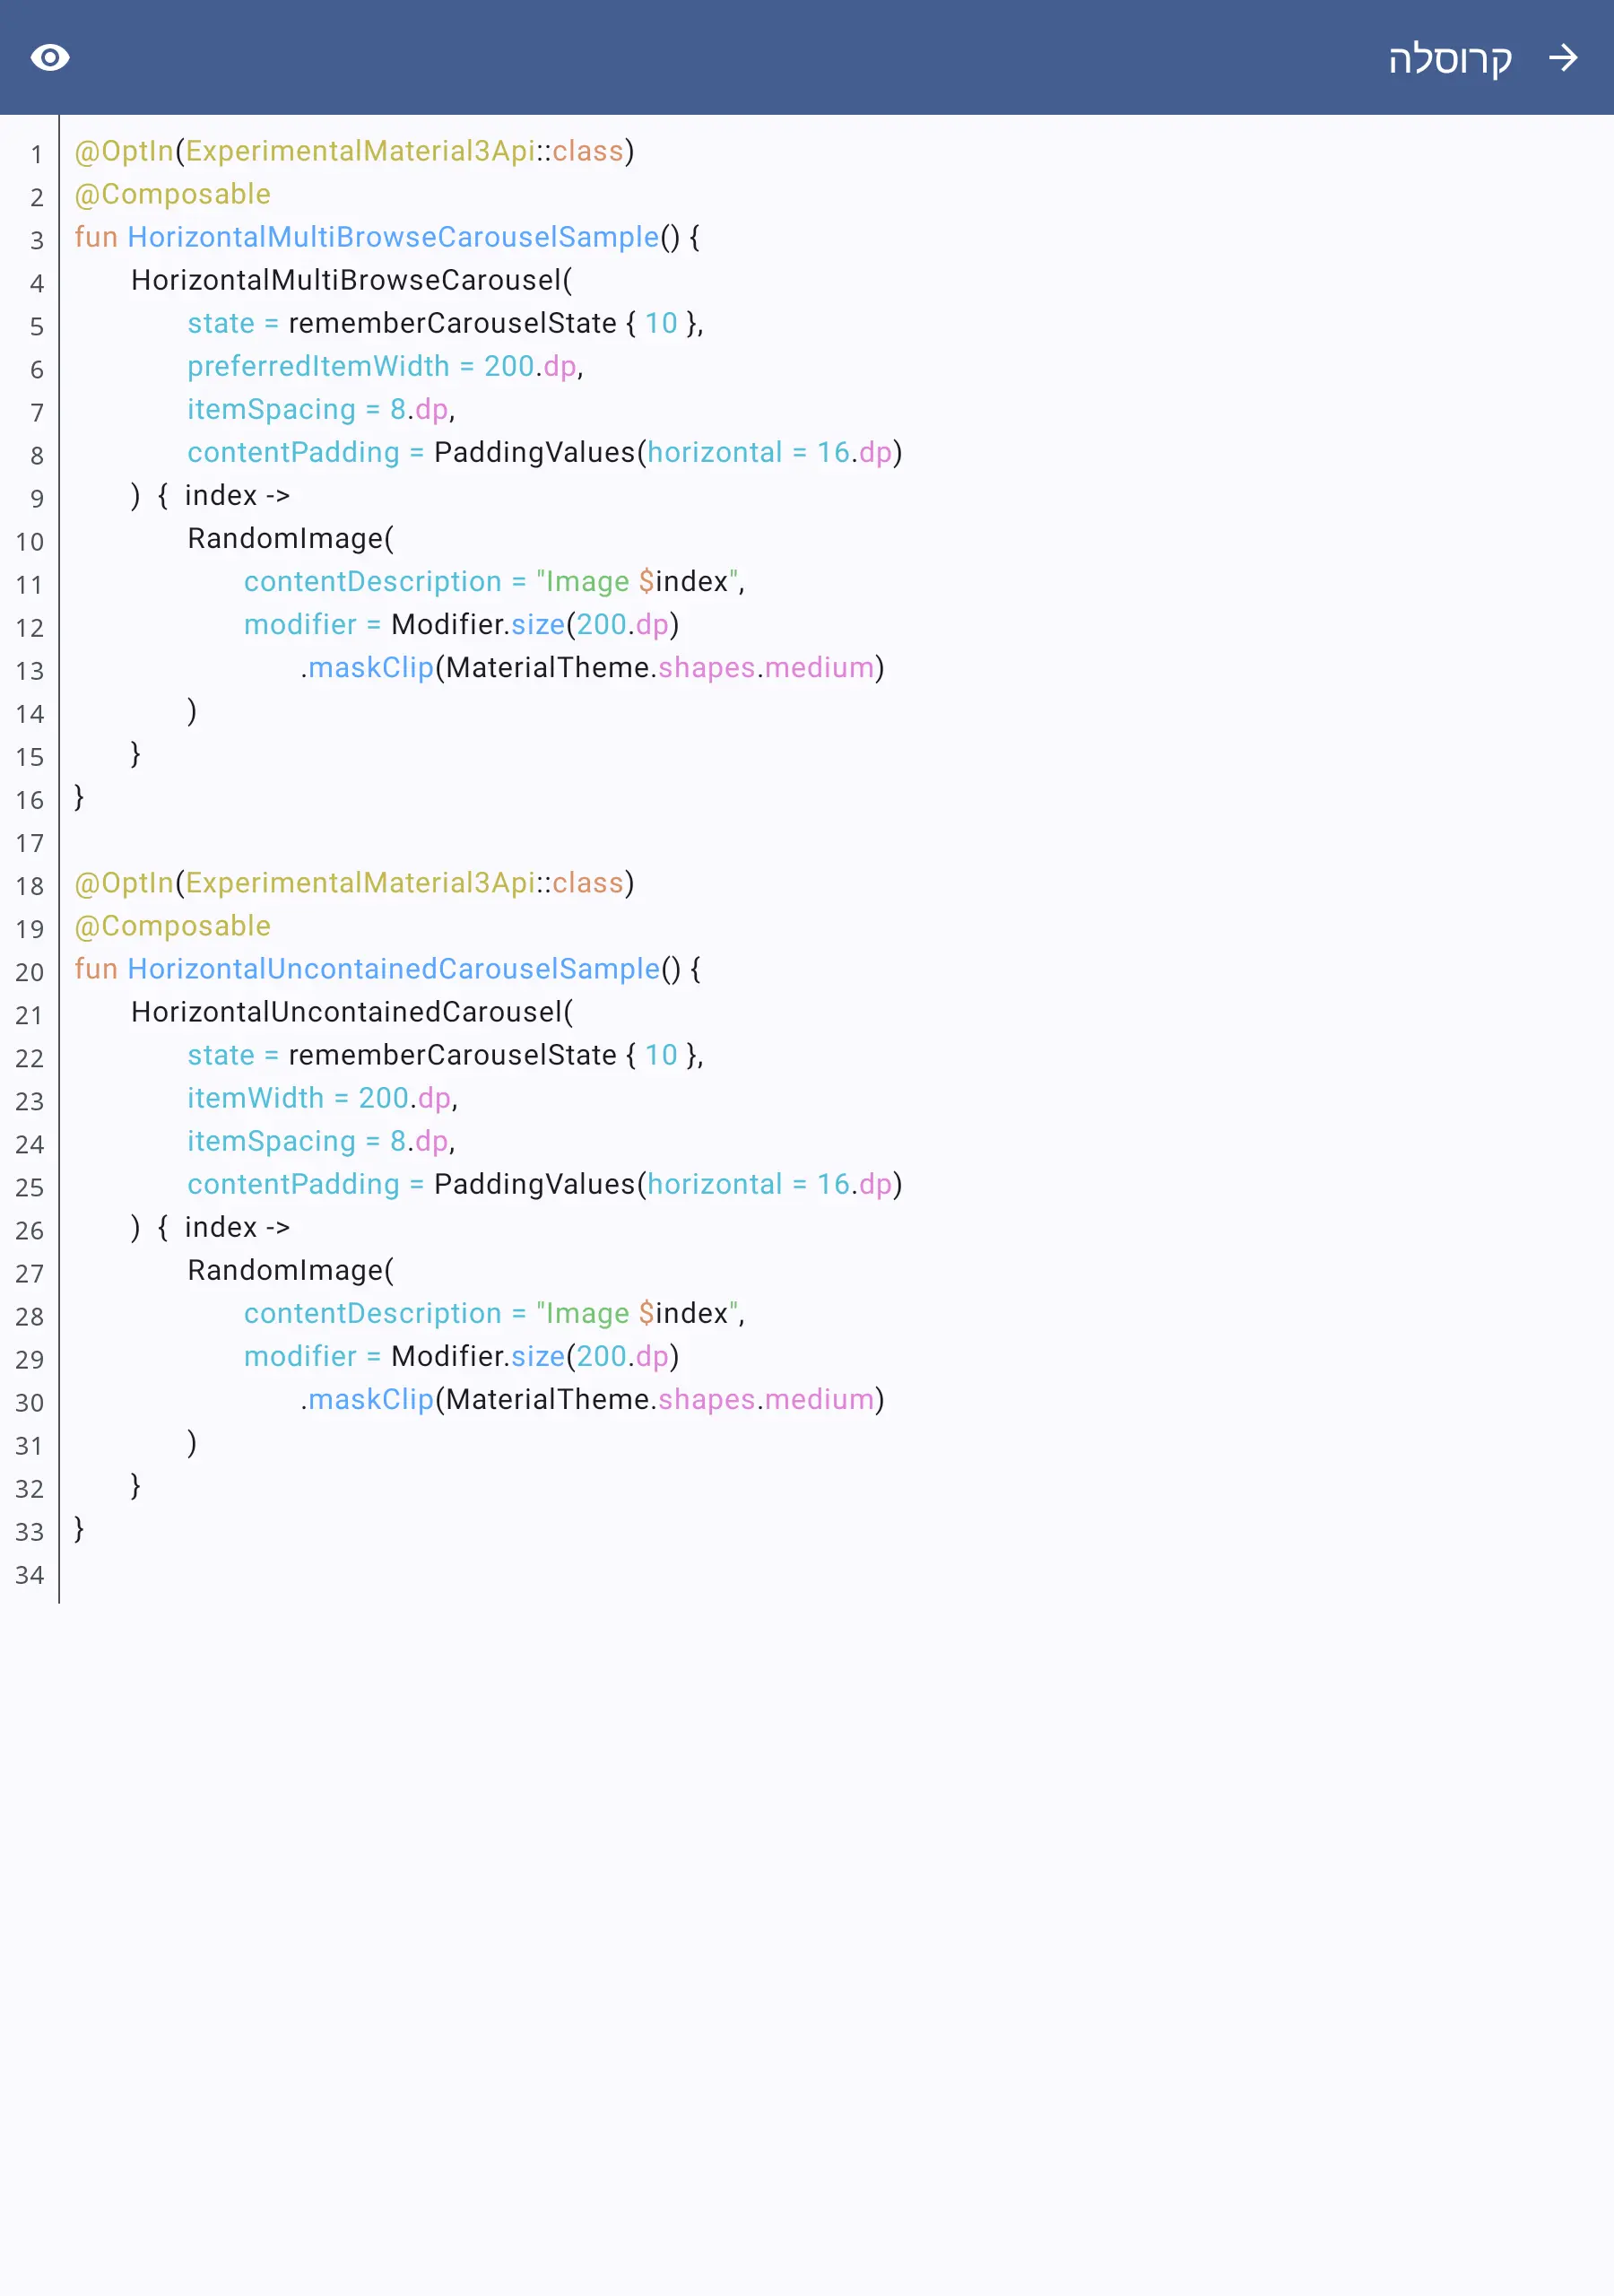 קרוסלה
1 @OptIn(ExperimentalMaterial3Api::class)
2 @Composable
3 fun HorizontalMultiBrowseCarouselSample() {
4 HorizontalMultiBrowseCarousel(
5 state = rememberCarouselState { 10 },
6 preferredItemWidth = 200.dp,
7 itemSpacing = 8.dp,
8 contentPadding = PaddingValues(horizontal = 16.dp)
9 ) { index ->
10 RandomImage(
11 contentDescription = "Image $index",
12 modifier = Modifier.size(200.dp)
13 .maskClip(MaterialTheme.shapes.medium)
14 )
15 }
16 }
17
18 @OptIn(ExperimentalMaterial3Api::class)
19 @Composable
20 fun HorizontalUncontainedCarouselSample() {
21 HorizontalUncontainedCarousel(
22 state = rememberCarouselState { 10 },
23 itemWidth = 200.dp,
24 itemSpacing = 8.dp,
25 contentPadding = PaddingValues(horizontal = 16.dp)
26 ) { index ->
27 RandomImage(
28 contentDescription = "Image $index",
29 modifier = Modifier.size(200.dp)
30 .maskClip(MaterialTheme.shapes.medium)
31 )
32 }
33 }
34